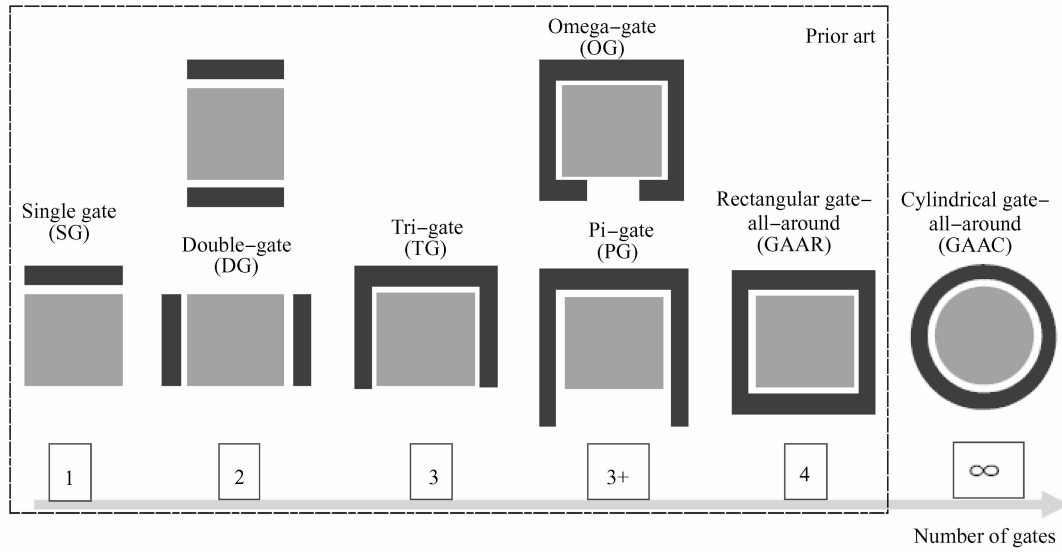 Omega−gate
(OG)
Prior art
Single gate
(SG)
Double−gate
(DG)
Tri−gate
(TG)
Pi−gate
(PG)
Rectangular gate−
all−around
(GAAR)
Cylindrical gate−
all−around
(GAAC)
1
2
3
3+
4
∞
Number of gates